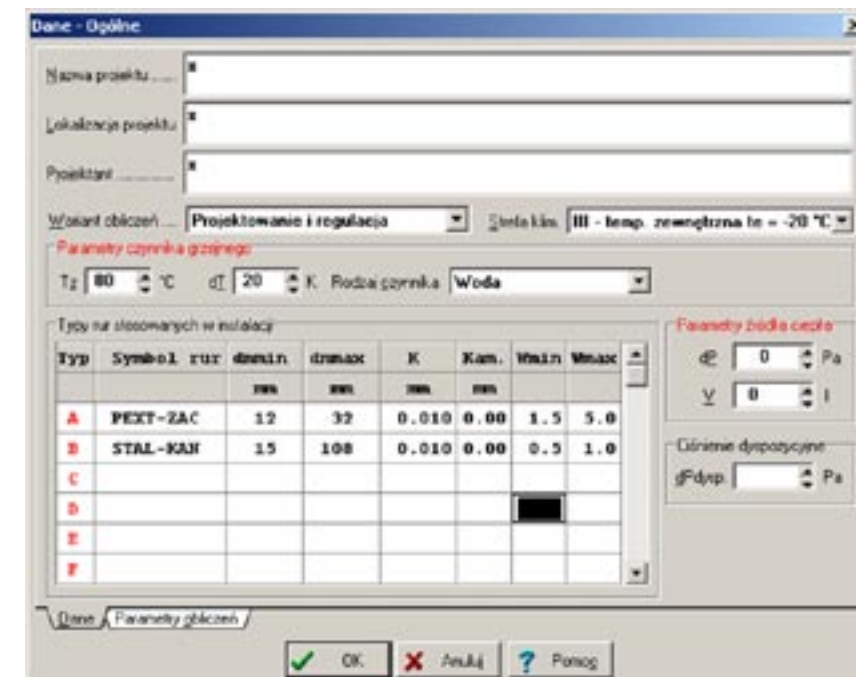 Dane - Ogólne
Nazwa projektu ..... *
Lokalizacja projektu *
Projektant ............... *
Wariant obliczeń .... Projektowanie i regulacja Strefa klim. III - temp. zewnętrzna te = -20 °C
Parametry czynnika grzejnego
Tz 80 °C dT 20 K Rodzaj czynnika Woda
Typy rur stosowanych w instalacji
Typ Symbol rur dnmin dnmax K Kam. Wmin Wmax
mm mm mm mm
A PEXT-ZAC 12 32 0.010 0.00 1.5 5.0
B STAL-KAN 15 108 0.010 0.00 0.5 1.0
C
D
E
F
Parametry źródła ciepła
dP 0 Pa
V 0 l
Ciśnienie dyspozycyjne
dPdysp. Pa
Dane Parametry obliczeń
OK Anuluj Pomoc